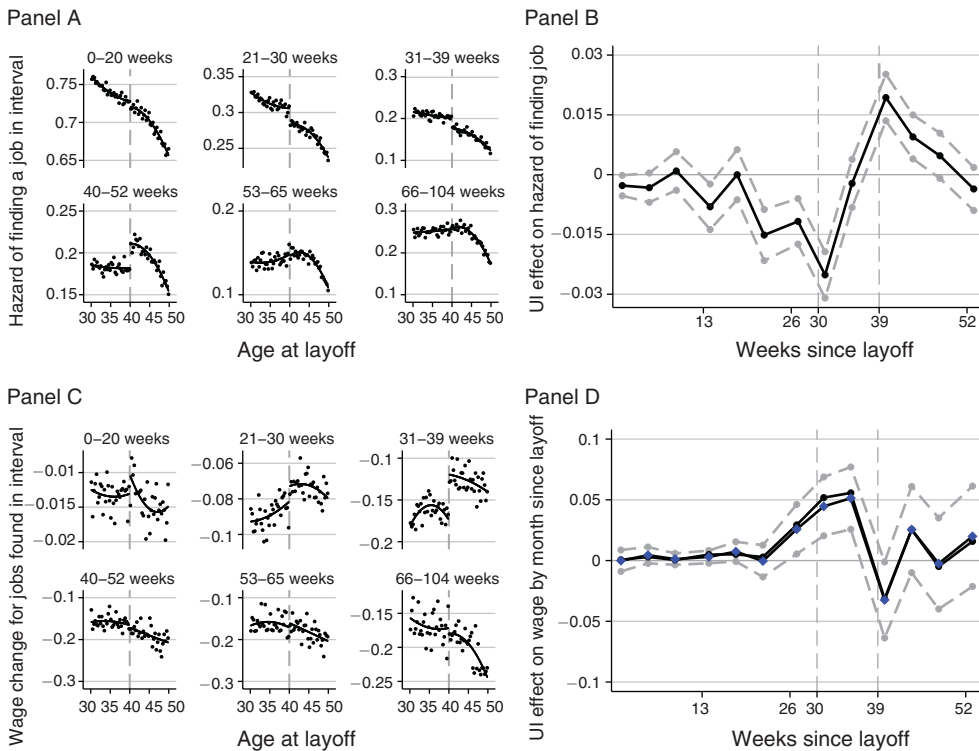 Panel A
Hazard of finding a job in interval
0–20 weeks
0.75
0.7
0.65
21–30 weeks
0.35
0.3
0.25
31–39 weeks
0.3
0.2
0.1
40–52 weeks
0.25
0.2
0.15
30 35 40 45 50
53–65 weeks
0.2
0.1
30 35 40 45 50
66–104 weeks
0.3
0.2
0.1
30 35 40 45 50
Age at layoff
Panel B
UI effect on hazard of finding job
0.03
0.015
0
−0.015
−0.03
13 26 30 39 52
Weeks since layoff
Panel C
Wage change for jobs found in interval
0–20 weeks
−0.01
−0.015
−0.02
21–30 weeks
−0.06
−0.08
−0.1
31–39 weeks
−0.1
−0.15
−0.2
40–52 weeks
−0.1
−0.2
−0.3
30 35 40 45 50
53–65 weeks
−0.1
−0.2
−0.3
30 35 40 45 50
66–104 weeks
−0.15
−0.2
−0.25
30 35 40 45 50
Age at layoff
Panel D
UI effect on wage by month since layoff
0.1
0.05
0
−0.05
−0.1
13 26 30 39 52
Weeks since layoff